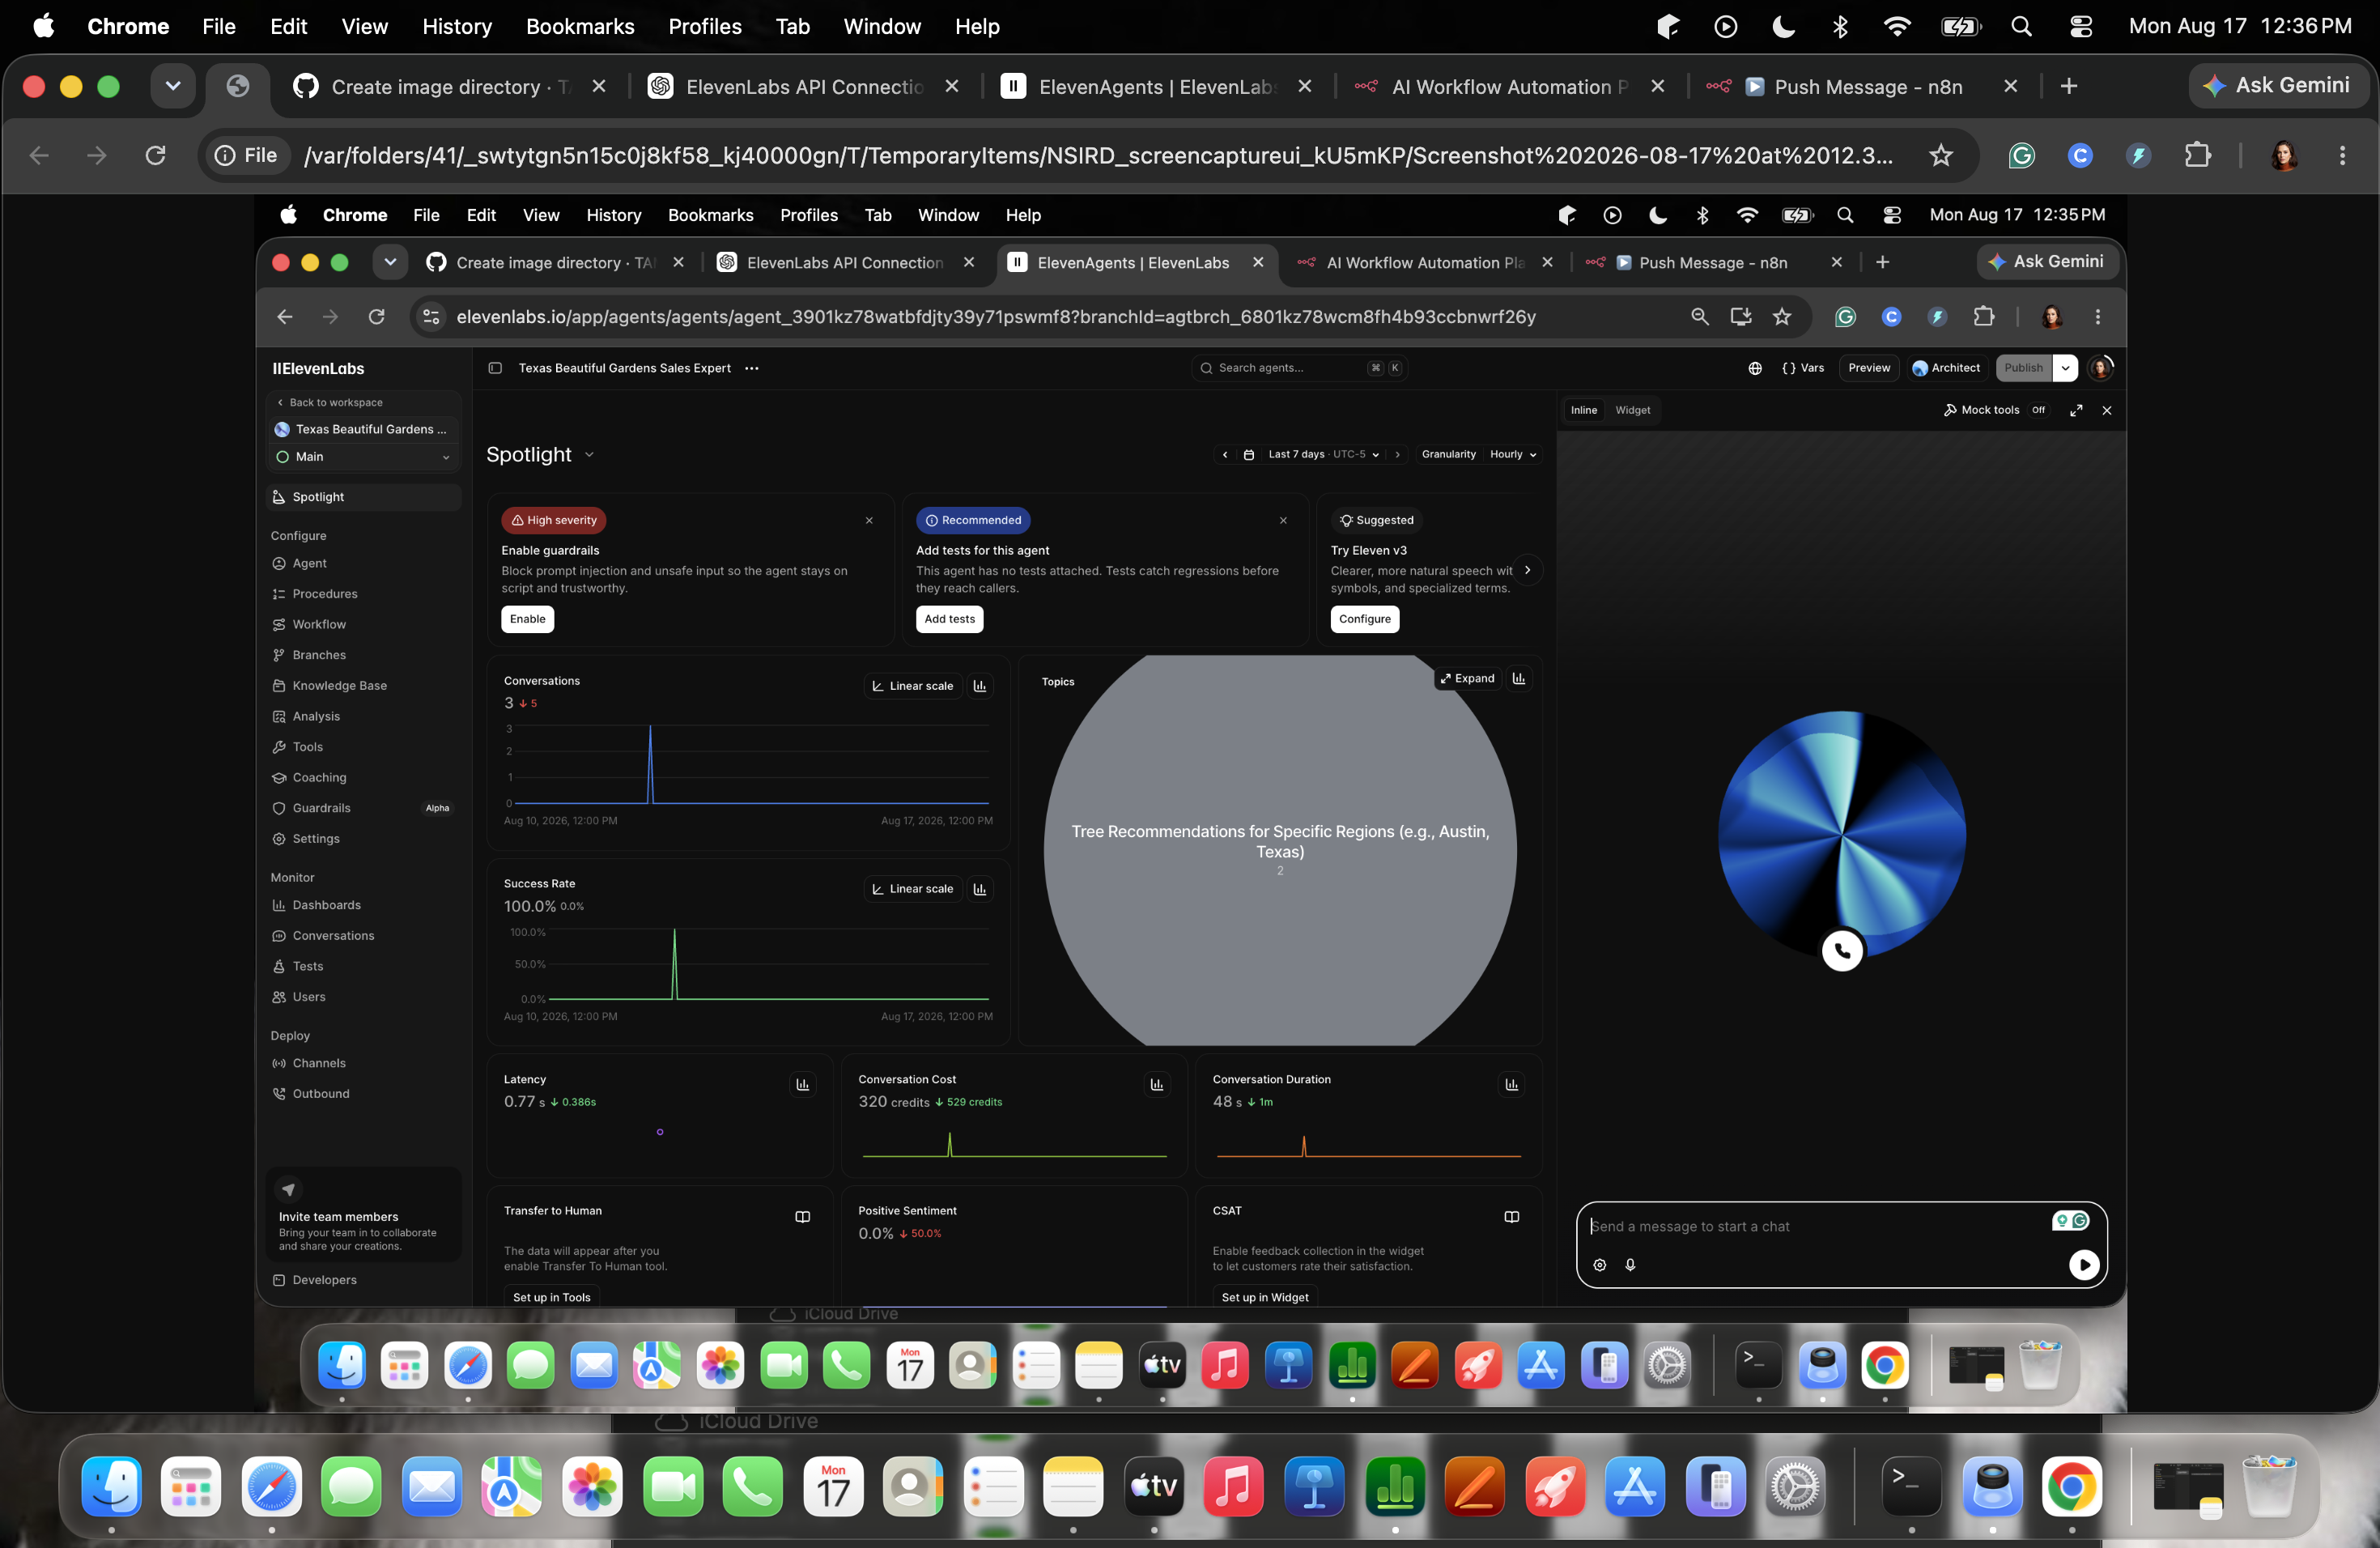 Chrome File Edit View History Bookmarks Profiles Tab Window Help Mon Aug 17 12:36 PM
Create image directory · TA ElevenLabs API Connectio ElevenAgents | ElevenLabs AI Workflow Automation P Push Message - n8n Ask Gemini
File /var/folders/41/_swtytgn5n15c0j8kf58_kj40000gn/T/TemporaryItems/NSIRD_screencaptureui_kU5mKP/Screenshot%202026-08-17%20at%2012.3...
Chrome File Edit View History Bookmarks Profiles Tab Window Help Mon Aug 17 12:35 PM
Create image directory · TA ElevenLabs API Connection ElevenAgents | ElevenLabs AI Workflow Automation Pla Push Message - n8n Ask Gemini
elevenlabs.io/app/agents/agents/agent_3901kz78watbfdjty39y71pswmf8?branchId=agtbrch_6801kz78wcm8fh4b93ccbnwrf26y
IIElevenLabs
Back to workspace
Texas Beautiful Gardens ...
Main
Spotlight
Configure
Agent
Procedures
Workflow
Branches
Knowledge Base
Analysis
Tools
Coaching
Guardrails Alpha
Settings
Monitor
Dashboards
Conversations
Tests
Users
Deploy
Channels
Outbound
Invite team members
Bring your team in to collaborate
and share your creations.
Developers
Texas Beautiful Gardens Sales Expert ••• Search agents... ⌘ K { } Vars Preview Architect Publish
Spotlight Last 7 days · UTC-5 Granularity Hourly
High severity
Enable guardrails
Block prompt injection and unsafe input so the agent stays on
script and trustworthy.
Enable
Recommended
Add tests for this agent
This agent has no tests attached. Tests catch regressions before
they reach callers.
Add tests
Suggested
Try Eleven v3
Clearer, more natural speech wit
symbols, and specialized terms.
Configure
Conversations Linear scale
3 ↓ 5
3
2
1
0
Aug 10, 2026, 12:00 PM Aug 17, 2026, 12:00 PM
Success Rate Linear scale
100.0% 0.0%
100.0%
50.0%
0.0%
Aug 10, 2026, 12:00 PM Aug 17, 2026, 12:00 PM
Topics Expand
Tree Recommendations for Specific Regions (e.g., Austin,
Texas)
2
Latency
0.77 s ↓ 0.386s
Conversation Cost
320 credits ↓ 529 credits
Conversation Duration
48 s ↓ 1m
Transfer to Human
The data will appear after you
enable Transfer To Human tool.
Set up in Tools
Positive Sentiment
0.0% ↓ 50.0%
CSAT
Enable feedback collection in the widget
to let customers rate their satisfaction.
Set up in Widget
Inline Widget Mock tools Off
Send a message to start a chat
iCloud Drive
Mon
17
tv
iCloud Drive
Mon
17
tv